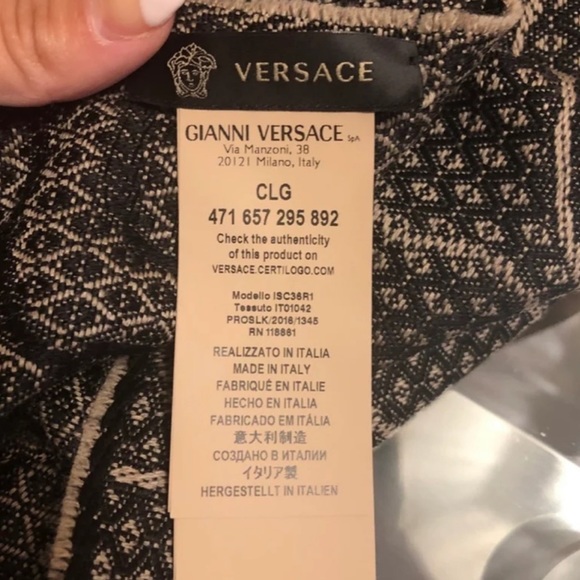 VERSACE
GIANNI VERSACE SpA
Via Manzoni, 38
20121 Milano, Italy
CLG
471 657 295 892
Check the authenticity
of this product on
VERSACE.CERTILOGO.COM
Modello ISC36R1
Tessuto IT01042
PROSLK/2016/1345
RN 118861
REALIZZATO IN ITALIA
MADE IN ITALY
FABRIQUÉ EN ITALIE
HECHO EN ITALIA
FABRICADO EM ITÁLIA
意大利制造
СОЗДАНО В ИТАЛИИ
イタリア製
HERGESTELLT IN ITALIEN